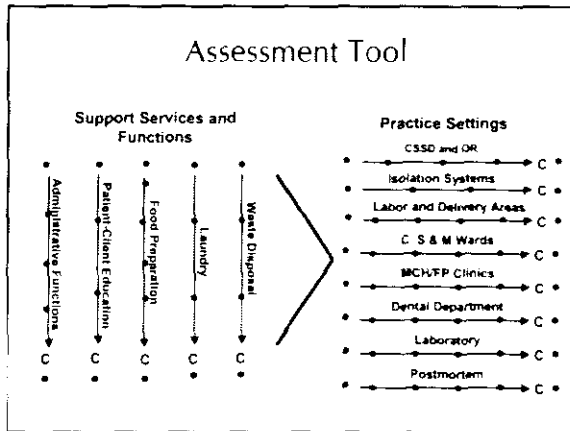 Assessment Tool
Support Services and
Functions
Administrative Functions
Patient-Client Education
Food Preparation
Laundry
Waste Disposal
C C C C C
Practice Settings
CSSD and OR
C
Isolation Systems
Labor and Delivery Areas
C S & M Wards
C
MCH/FP Clinics
Dental Department
Laboratory
C
Postmortem